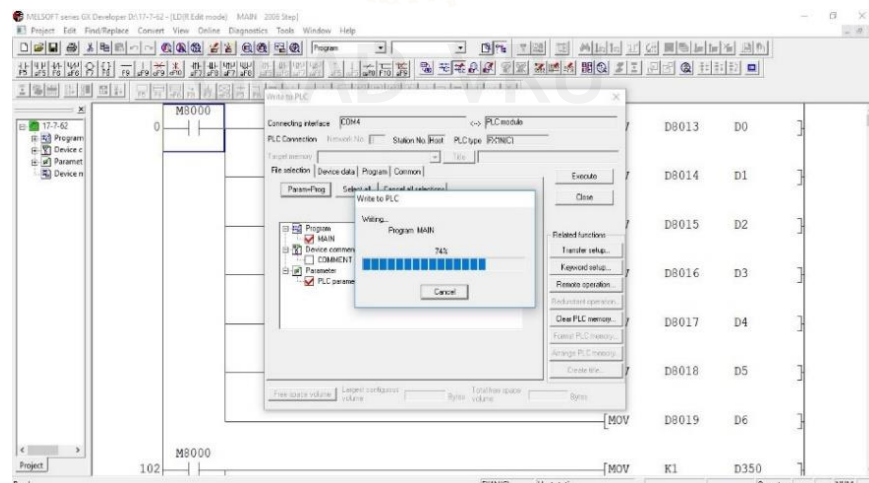 MELSOFT series GX Developer D:\17-7-62 - [LD(R Edit mode) MAIN 2006 Step]
Project Edit Find/Replace Convert View Online Diagnostics Tools Window Help
Program
Write to PLC
Connecting interface COM4 <-> PLC module
PLC Connection Network No. Station No. Host PLC type FX1N(C)
Target memory Title
File selection Device data Program Common
Param+Prog Select all Cancel all selections
Execute
Close
Program
MAIN
Device commen
COMMENT
Parameter
PLC parame
Write to PLC
Writing...
Program MAIN
74%
Cancel
Related functions
Transfer setup...
Keyword setup...
Remote operation...
Redundant operation...
Clear PLC memory...
Format PLC memory...
Arrange PLC memory...
Create title...
Free space volume Largest contiguous volume Bytes Total free space volume Bytes
17-7-62
Program
Device c
Paramet
Device n
Project
M8000
0
D8013 D0
D8014 D1
D8015 D2
D8016 D3
D8017 D4
D8018 D5
MOV D8019 D6
M8000
102
MOV K1 D350